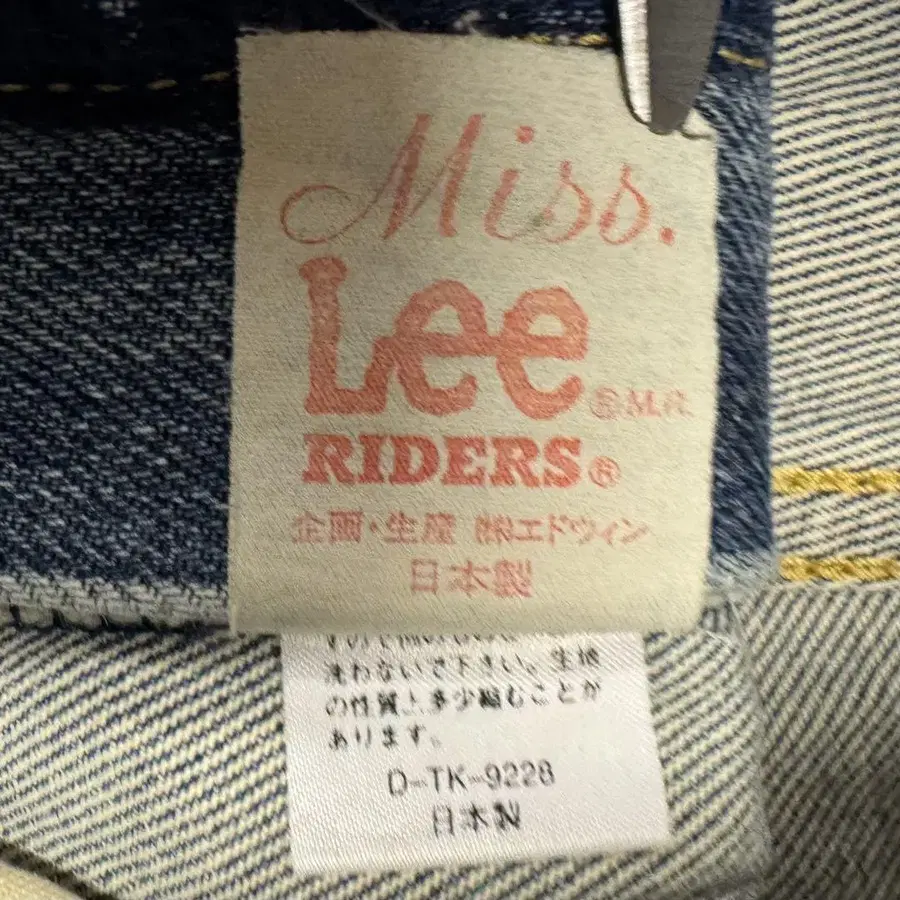 Miss.
Lee ®M.R.
RIDERS®
企画・生産 ㈱エドウィン
日本製
洗わないで下さい。生地
の性質上多少縮むことが
あります。
D-TK-9228
日本製